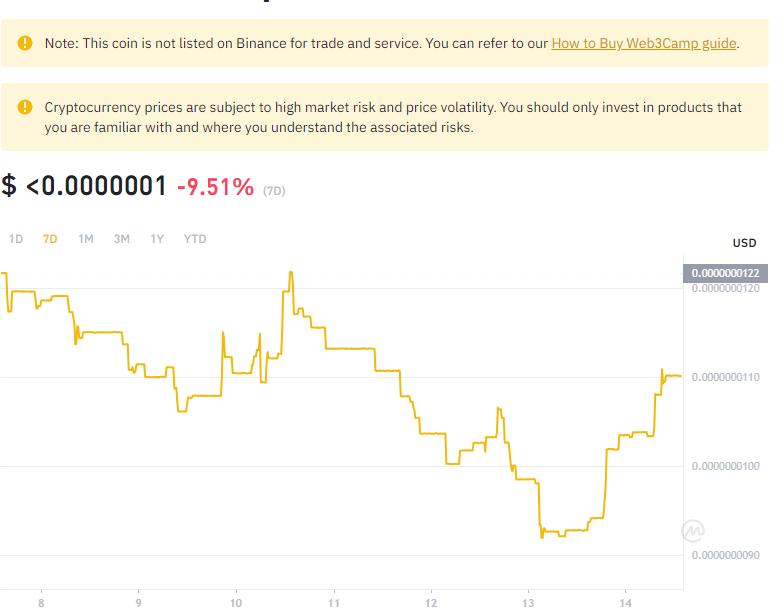 Note: This coin is not listed on Binance for trade and service. You can refer to our How to Buy Web3Camp guide.
Cryptocurrency prices are subject to high market risk and price volatility. You should only invest in products that
you are familiar with and where you understand the associated risks.
$ <0.0000001 -9.51% (7D)
1D 7D 1M 3M 1Y YTD
USD
0.0000000122
0.0000000120
0.0000000110
0.0000000100
0.0000000090
8 9 10 11 12 13 14